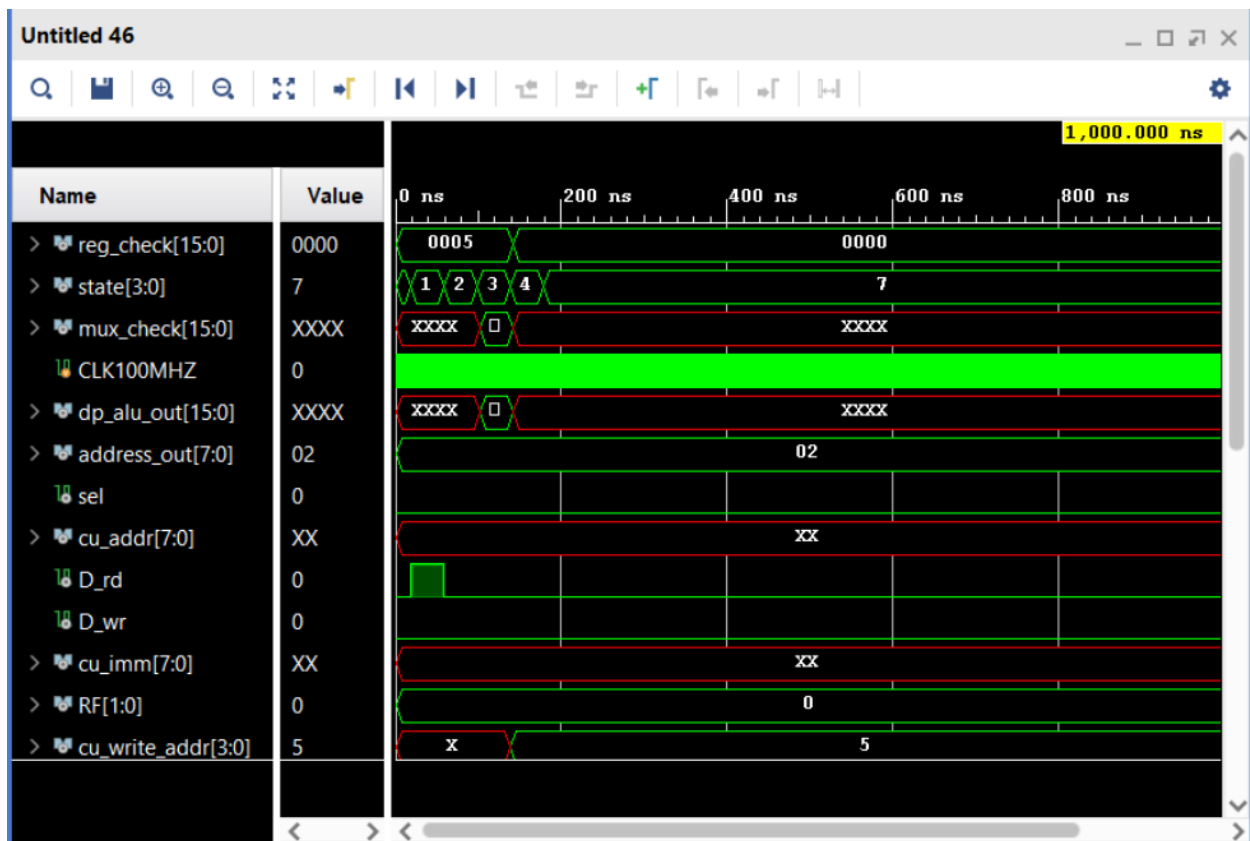 Untitled 46
1,000.000 ns
Name Value 0 ns 200 ns 400 ns 600 ns 800 ns
reg_check[15:0] 0000 0005 0000
state[3:0] 7 1 2 3 4 7
mux_check[15:0] XXXX XXXX XXXX
CLK100MHZ 0
dp_alu_out[15:0] XXXX XXXX XXXX
address_out[7:0] 02 02
sel 0
cu_addr[7:0] XX XX
D_rd 0
D_wr 0
cu_imm[7:0] XX XX
RF[1:0] 0 0
cu_write_addr[3:0] 5 X 5